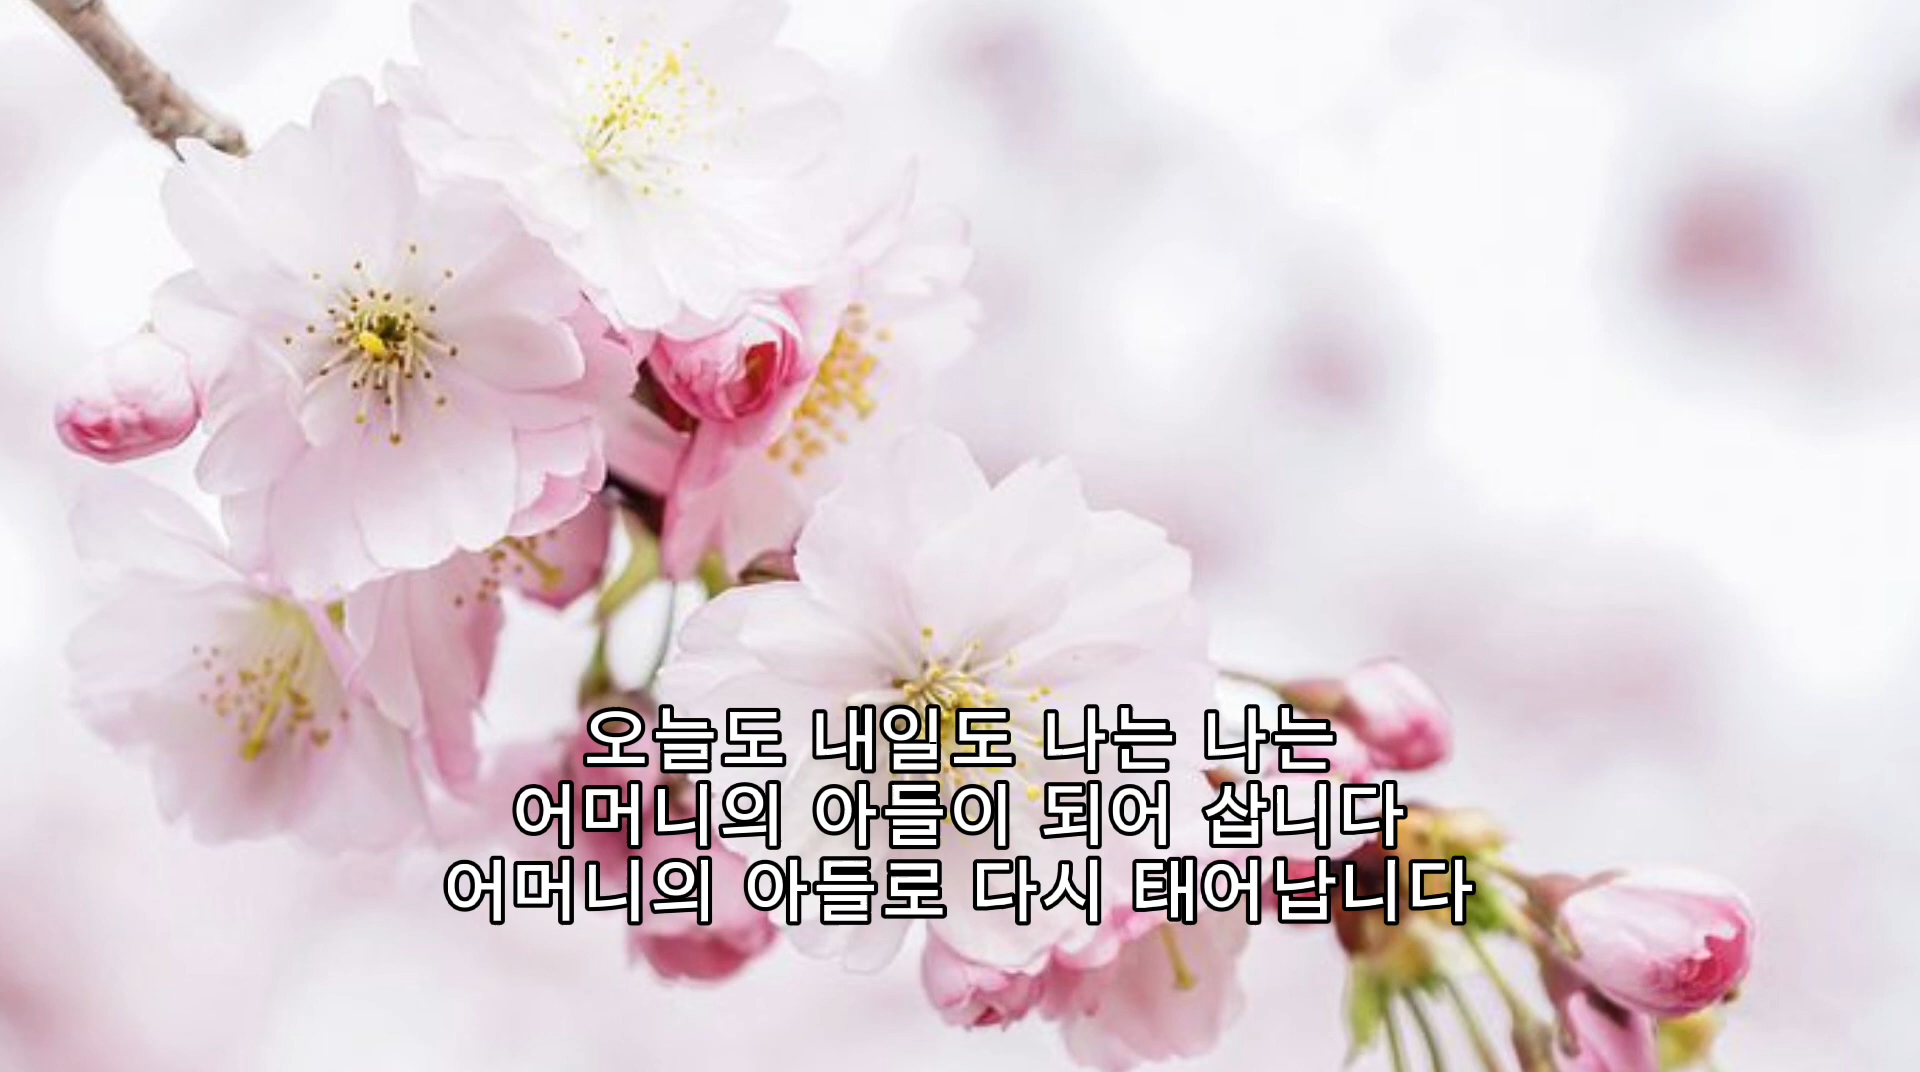 오늘도 내일도 나는 나는
어머니의 아들이 되어 삽니다
어머니의 아들로 다시 태어납니다